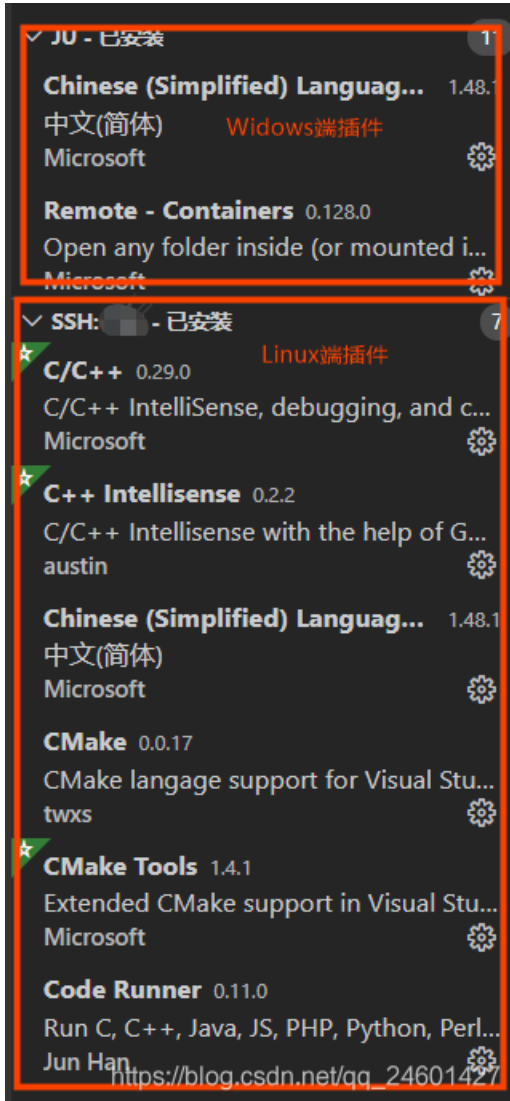 JU - 已安装 11
Chinese (Simplified) Languag... 1.48.1
中文(简体) Widows端插件
Microsoft
Remote - Containers 0.128.0
Open any folder inside (or mounted i...
Microsoft
SSH: - 已安装 7
Linux端插件
C/C++ 0.29.0
C/C++ IntelliSense, debugging, and c...
Microsoft
C++ Intellisense 0.2.2
C/C++ Intellisense with the help of G...
austin
Chinese (Simplified) Languag... 1.48.1
中文(简体)
Microsoft
CMake 0.0.17
CMake langage support for Visual Stu...
twxs
CMake Tools 1.4.1
Extended CMake support in Visual Stu...
Microsoft
Code Runner 0.11.0
Run C, C++, Java, JS, PHP, Python, Perl...
Jun Han
https://blog.csdn.net/qq_24601427